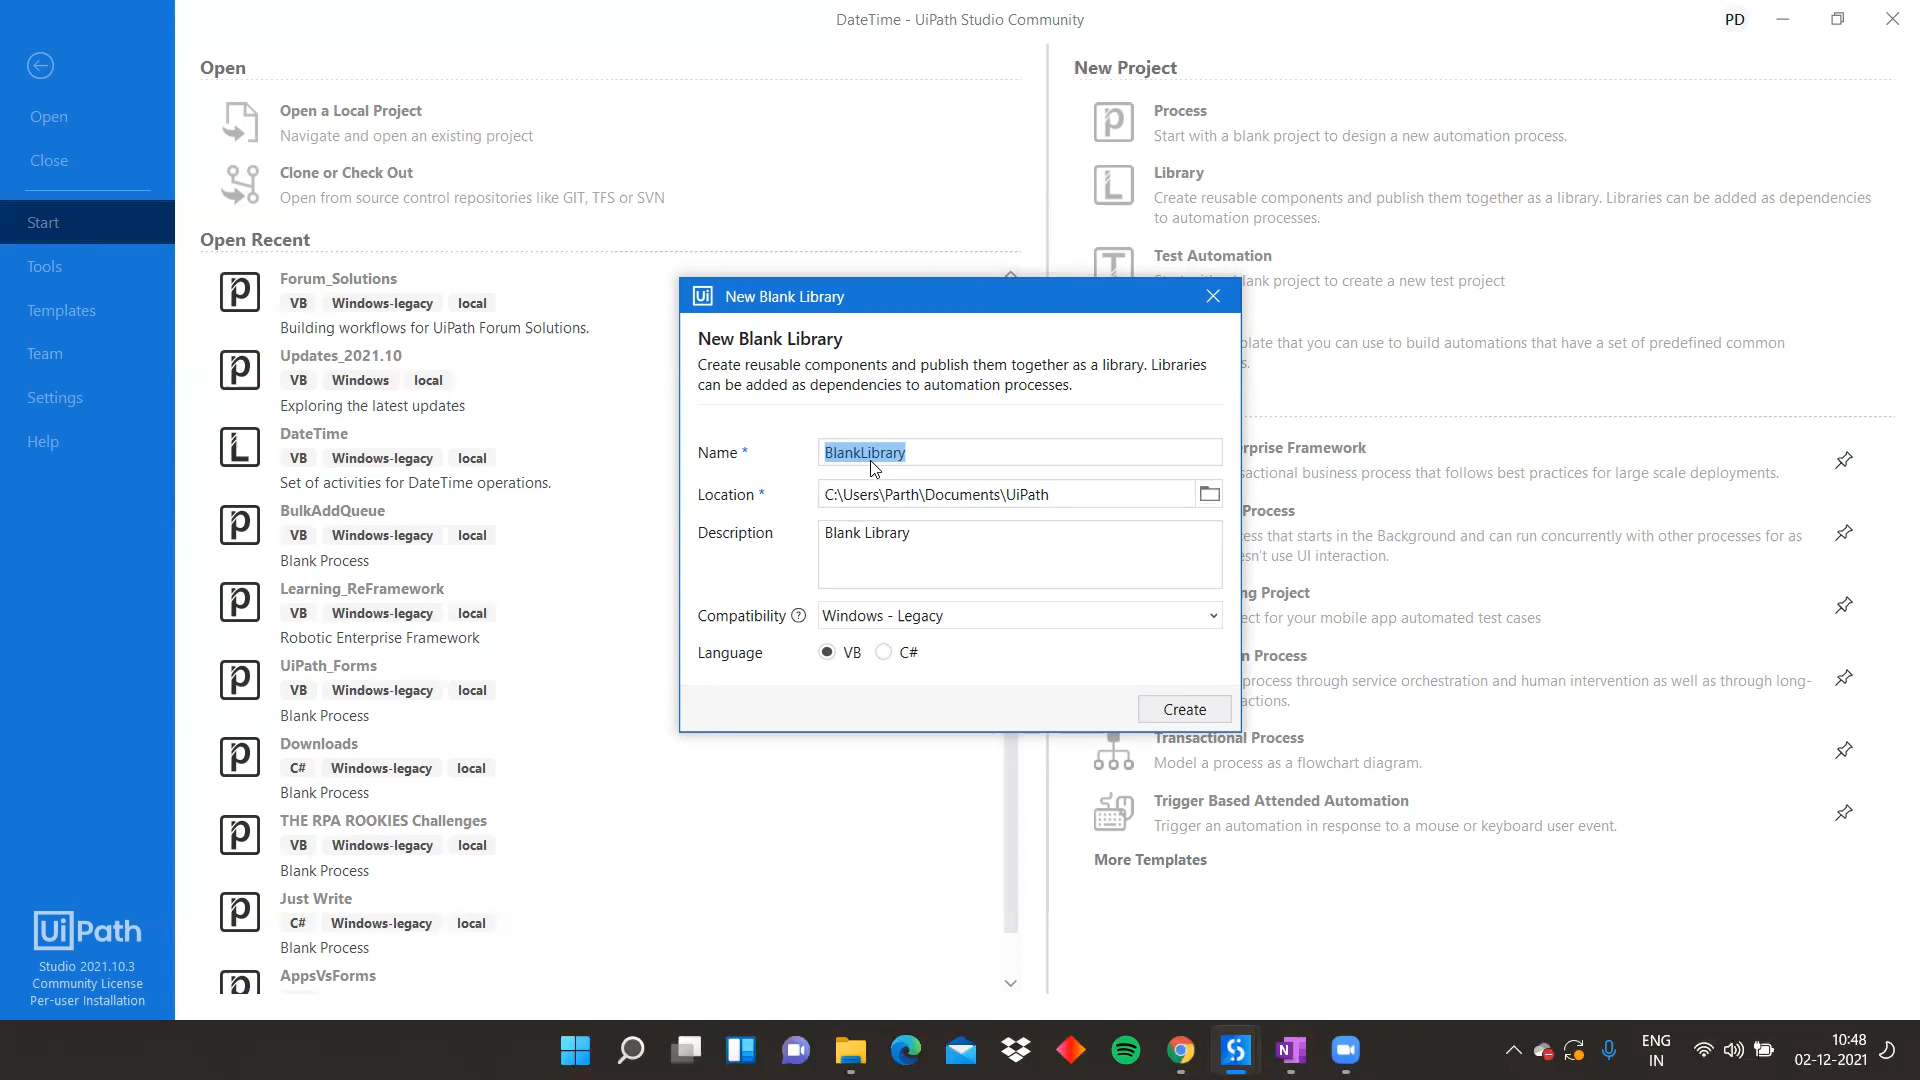 DateTime - UiPath Studio Community
PD
Open
Close
Start
Tools
Templates
Team
Settings
Help
UiPath
Studio 2021.10.3
Community License
Per-user Installation
Open
Open a Local Project
Navigate and open an existing project
Clone or Check Out
Open from source control repositories like GIT, TFS or SVN
Open Recent
Forum_Solutions
VB Windows-legacy local
Building workflows for UiPath Forum Solutions.
Updates_2021.10
VB Windows local
Exploring the latest updates
DateTime
VB Windows-legacy local
Set of activities for DateTime operations.
BulkAddQueue
VB Windows-legacy local
Blank Process
Learning_ReFramework
VB Windows-legacy local
Robotic Enterprise Framework
UiPath_Forms
VB Windows-legacy local
Blank Process
Downloads
C# Windows-legacy local
Blank Process
THE RPA ROOKIES Challenges
VB Windows-legacy local
Blank Process
Just Write
C# Windows-legacy local
Blank Process
AppsVsForms
New Project
Process
Start with a blank project to design a new automation process.
Library
Create reusable components and publish them together as a library. Libraries can be added as dependencies
to automation processes.
Test Automation
blank project to create a new test project
plate that you can use to build automations that have a set of predefined common
s.
erprise Framework
sactional business process that follows best practices for large scale deployments.
Process
ess that starts in the Background and can run concurrently with other processes for as
esn't use UI interaction.
ng Project
ect for your mobile app automated test cases
n Process
process through service orchestration and human intervention as well as through long-
actions.
Transactional Process
Model a process as a flowchart diagram.
Trigger Based Attended Automation
Trigger an automation in response to a mouse or keyboard user event.
More Templates
Ui New Blank Library
New Blank Library
Create reusable components and publish them together as a library. Libraries
can be added as dependencies to automation processes.
Name * BlankLibrary
Location * C:\Users\Parth\Documents\UiPath
Description Blank Library
Compatibility ? Windows - Legacy
Language VB C#
Create
ENG
IN
10:48
02-12-2021